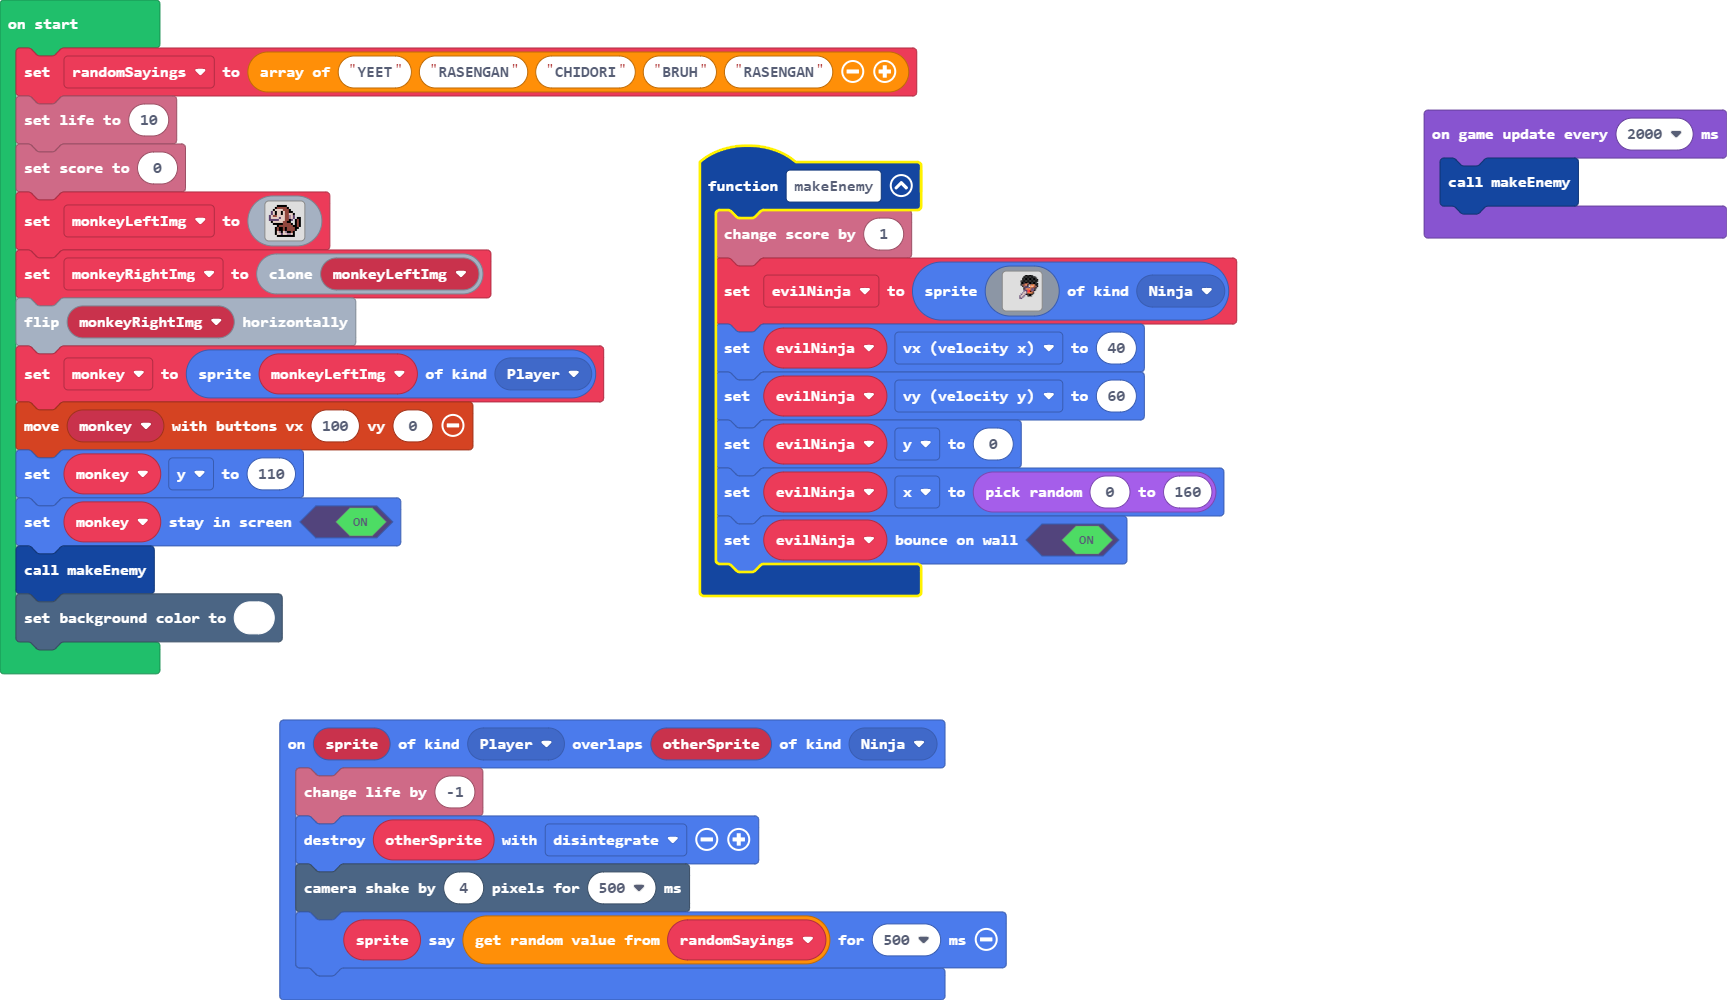 on start
set randomSayings to array of "YEET" "RASENGAN" "CHIDORI" "BRUH" "RASENGAN"
set life to 10
set score to 0
set monkeyLeftImg to
set monkeyRightImg to clone monkeyLeftImg
flip monkeyRightImg horizontally
set monkey to sprite monkeyLeftImg of kind Player
move monkey with buttons vx 100 vy 0
set monkey y to 110
set monkey stay in screen ON
call makeEnemy
set background color to
function makeEnemy
change score by 1
set evilNinja to sprite of kind Ninja
set evilNinja vx (velocity x) to 40
set evilNinja vy (velocity y) to 60
set evilNinja y to 0
set evilNinja x to pick random 0 to 160
set evilNinja bounce on wall ON
on game update every 2000 ms
call makeEnemy
on sprite of kind Player overlaps otherSprite of kind Ninja
change life by -1
destroy otherSprite with disintegrate
camera shake by 4 pixels for 500 ms
sprite say get random value from randomSayings for 500 ms